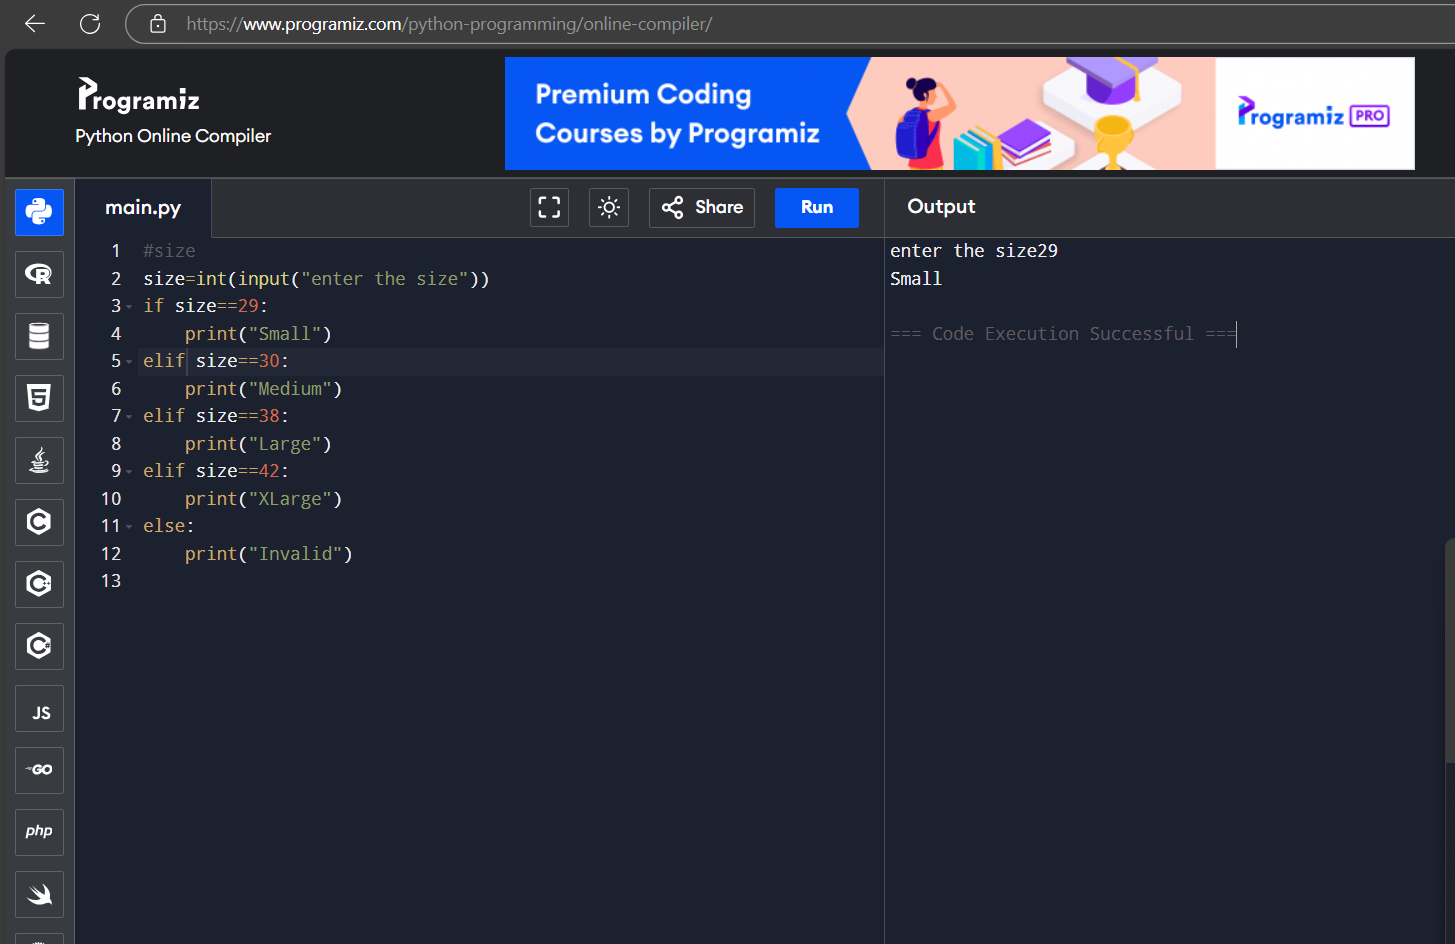 https://www.programiz.com/python-programming/online-compiler/
Programiz
Python Online Compiler
Premium Coding
Courses by Programiz
Programiz PRO
main.py
Share
Run
Output
1 #size
2 size=int(input("enter the size"))
3 if size==29:
4     print("Small")
5 elif size==30:
6     print("Medium")
7 elif size==38:
8     print("Large")
9 elif size==42:
10     print("XLarge")
11 else:
12     print("Invalid")
13
enter the size29
Small
=== Code Execution Successful ===
R
5
C
C++
C#
JS
GO
php